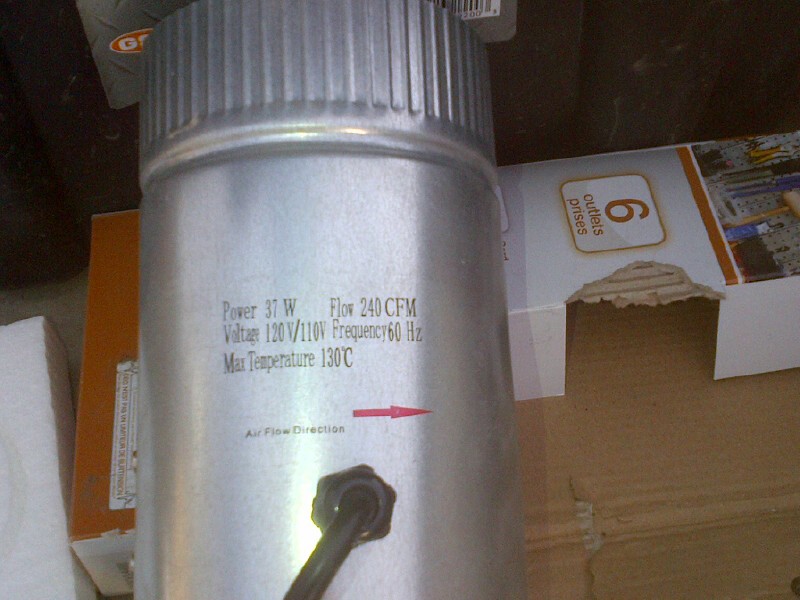 6
outlets
prises
Power 37 W Flow 240 CFM
Voltage 120 V/110V Frequency 60 Hz
Max Temperature 130℃
Air Flow Direction